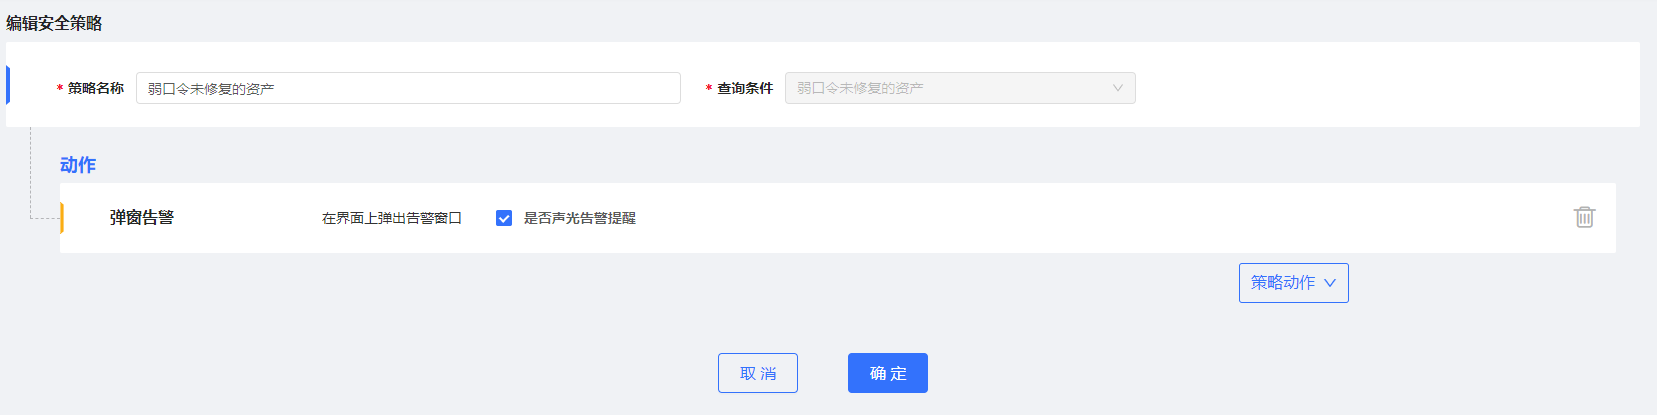 编辑安全策略
* 策略名称 弱口令未修复的资产 * 查询条件 弱口令未修复的资产
动作
弹窗告警 在界面上弹出告警窗口 是否声光告警提醒
策略动作
取 消 确 定